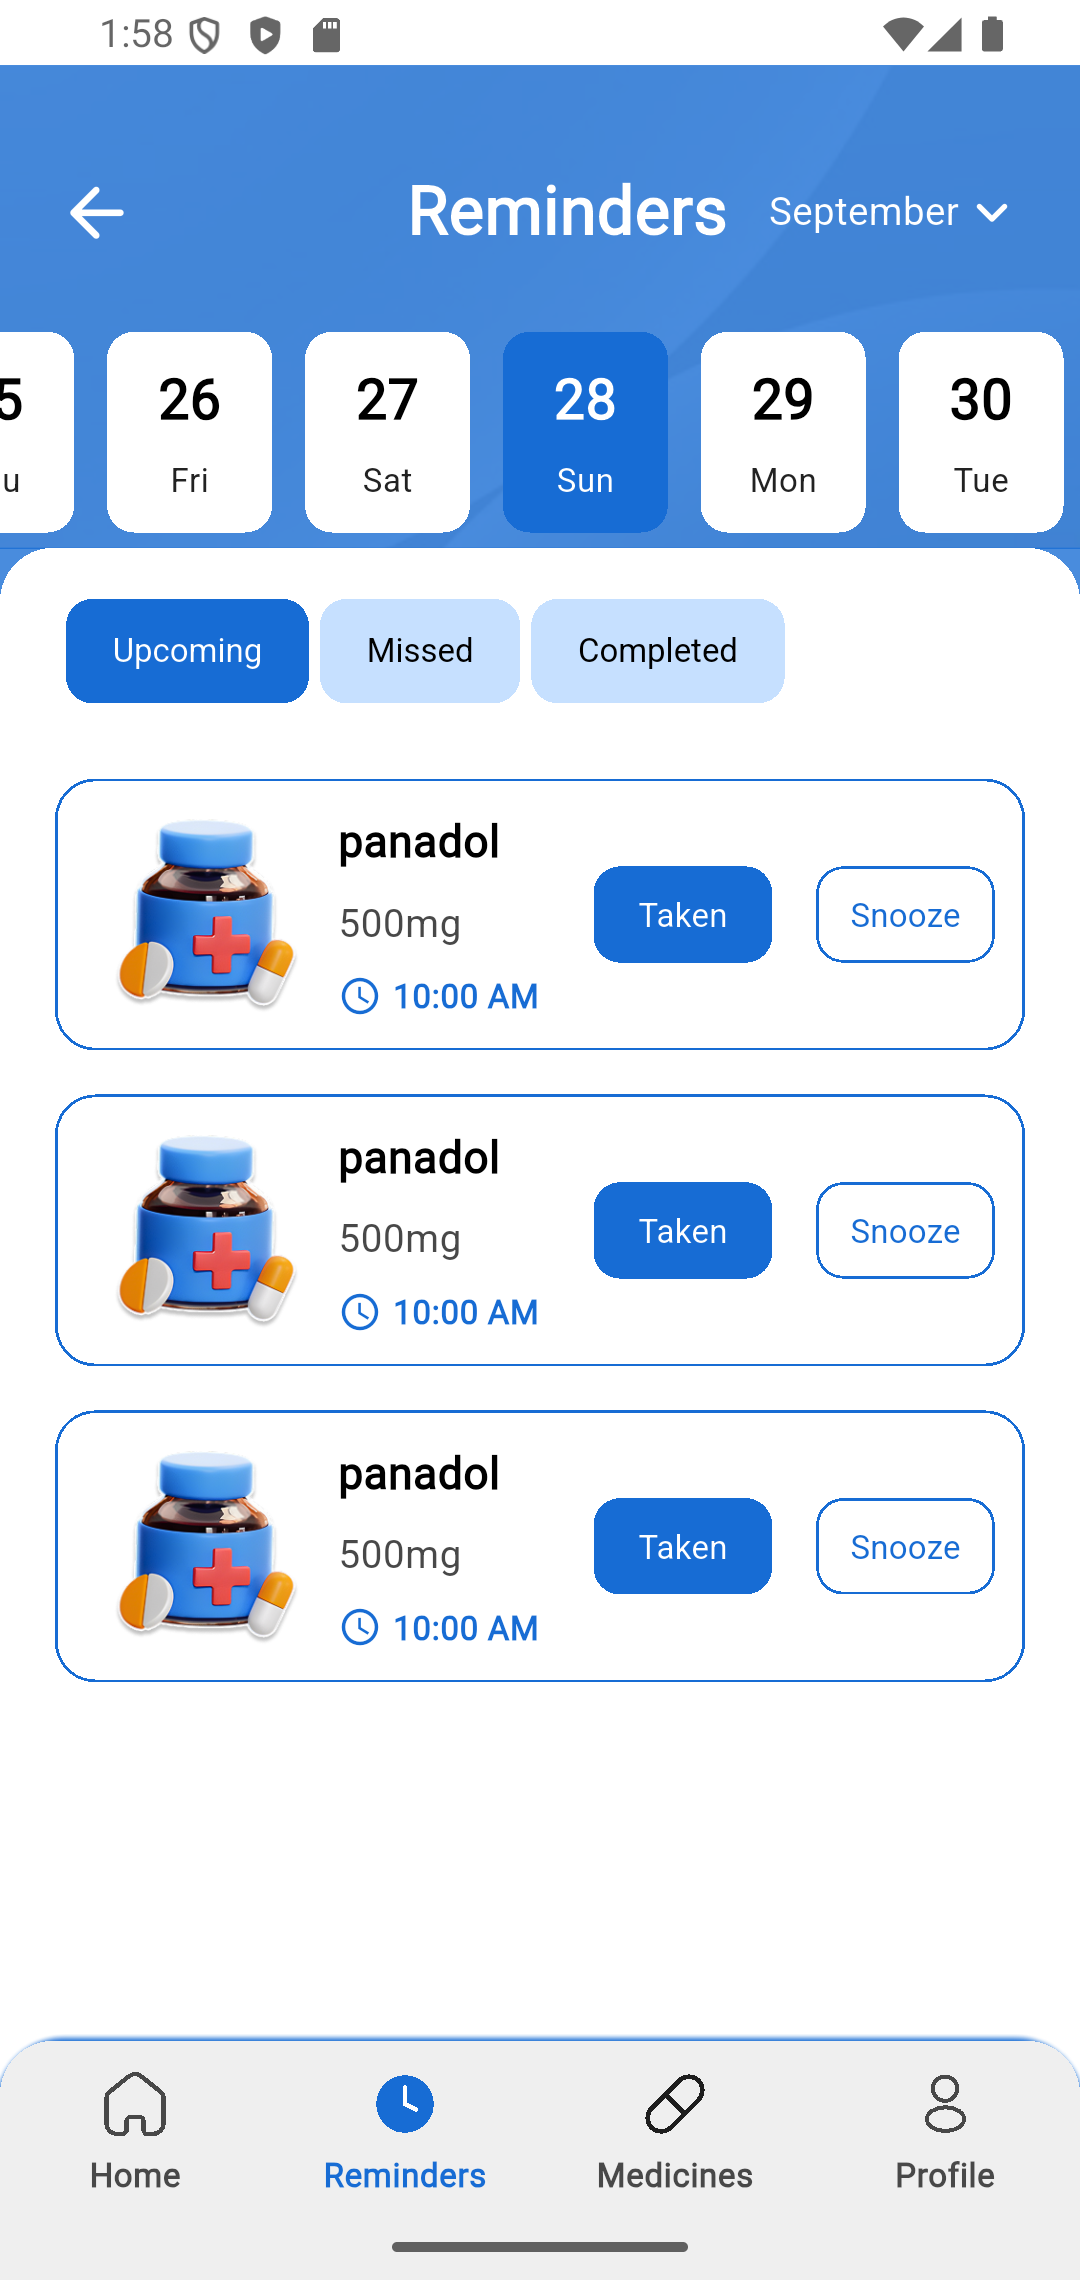 1:58
Reminders September
5 26 27 28 29 30
u Fri Sat Sun Mon Tue
Upcoming Missed Completed
panadol
500mg
10:00 AM
Taken Snooze
panadol
500mg
10:00 AM
Taken Snooze
panadol
500mg
10:00 AM
Taken Snooze
Home Reminders Medicines Profile